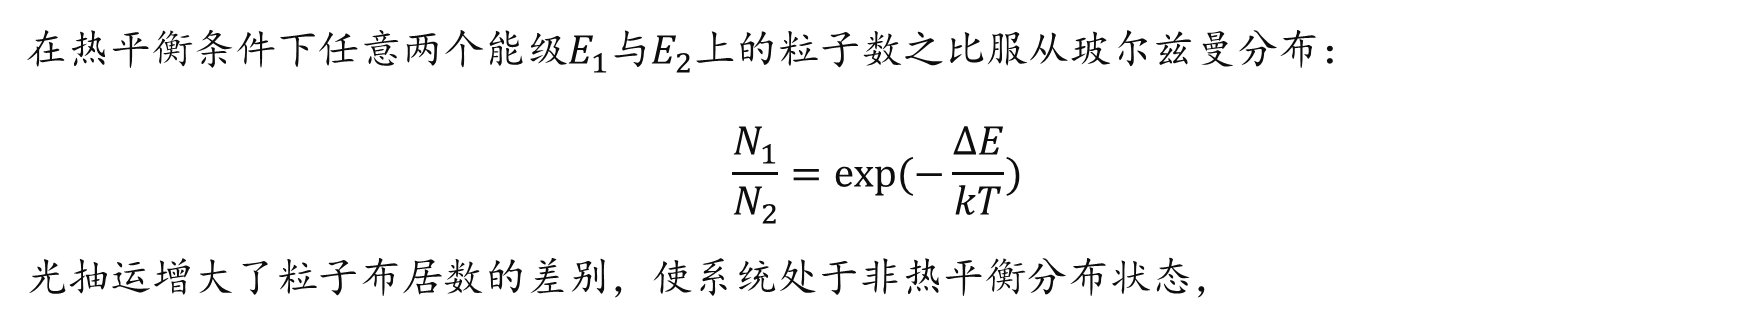 在热平衡条件下任意两个能级E₁与E₂上的粒子数之比服从玻尔兹曼分布：
N₁/N₂ = exp(−ΔE/kT)
光抽运增大了粒子布居数的差别，使系统处于非热平衡分布状态，